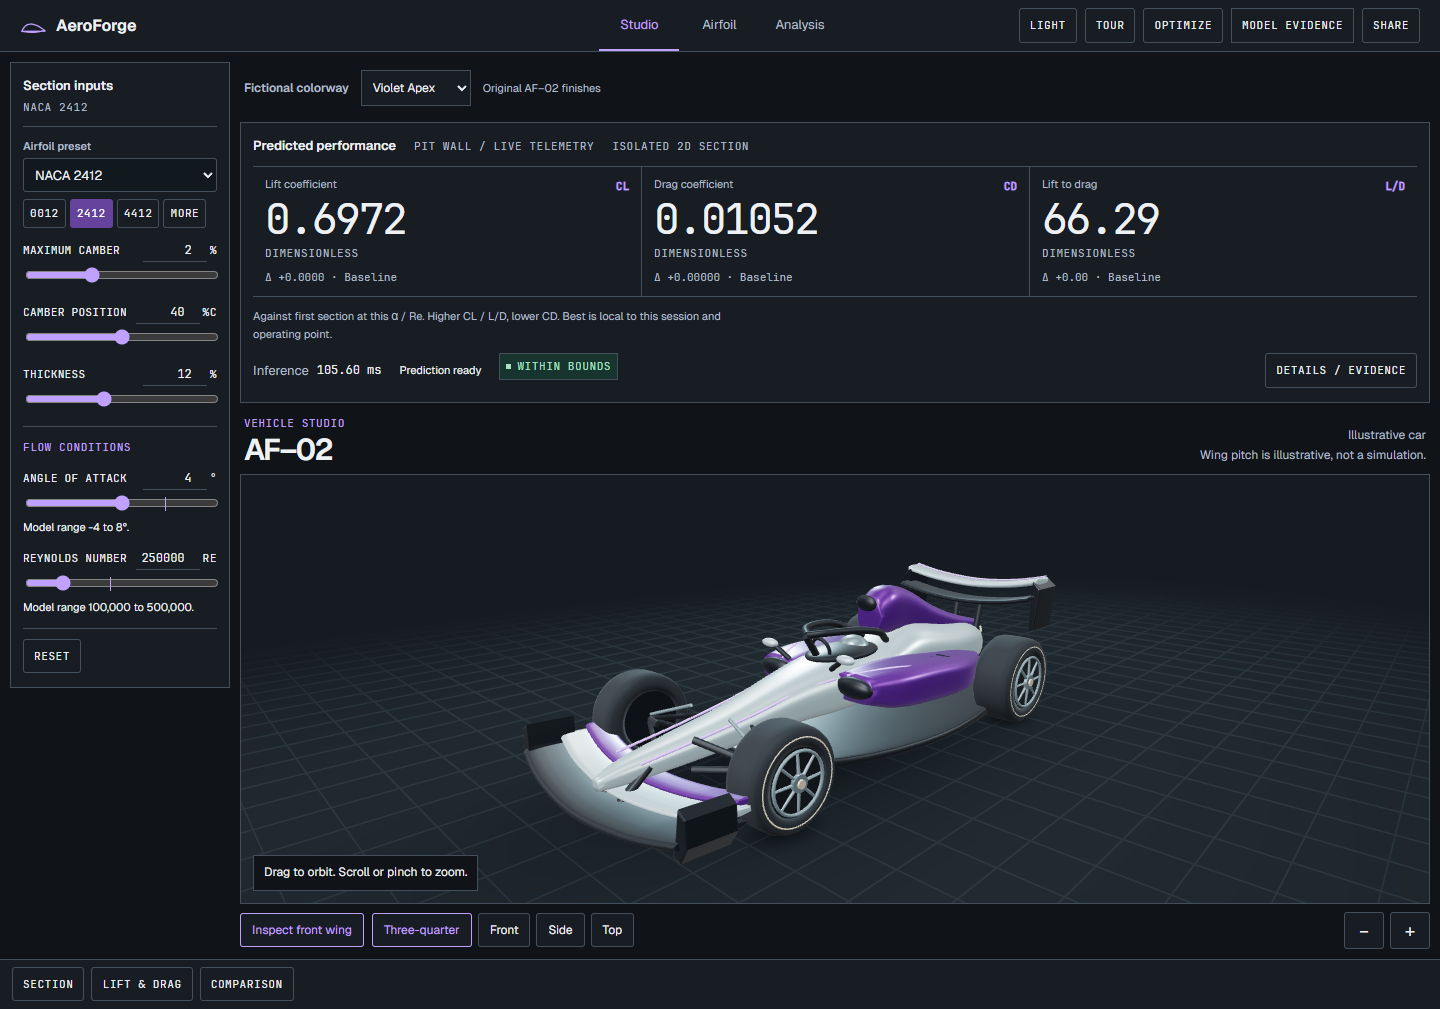 AeroForge
Studio
Airfoil
Analysis
LIGHT
TOUR
OPTIMIZE
MODEL EVIDENCE
SHARE
Section inputs
NACA 2412
Airfoil preset
NACA 2412
0012
2412
4412
MORE
MAXIMUM CAMBER 2 %
CAMBER POSITION 40 %C
THICKNESS 12 %
FLOW CONDITIONS
ANGLE OF ATTACK 4 °
Model range -4 to 8°.
REYNOLDS NUMBER 250000 RE
Model range 100,000 to 500,000.
RESET
Fictional colorway
Violet Apex
Original AF–02 finishes
Predicted performance PIT WALL / LIVE TELEMETRY ISOLATED 2D SECTION
Lift coefficient CL
0.6972
DIMENSIONLESS
Δ +0.0000 · Baseline
Drag coefficient CD
0.01052
DIMENSIONLESS
Δ +0.00000 · Baseline
Lift to drag L/D
66.29
DIMENSIONLESS
Δ +0.00 · Baseline
Against first section at this α / Re. Higher CL / L/D, lower CD. Best is local to this session and
operating point.
Inference 105.60 ms Prediction ready WITHIN BOUNDS
DETAILS / EVIDENCE
VEHICLE STUDIO
AF–02
Illustrative car
Wing pitch is illustrative, not a simulation.
Drag to orbit. Scroll or pinch to zoom.
Inspect front wing
Three-quarter
Front
Side
Top
−
+
SECTION
LIFT & DRAG
COMPARISON